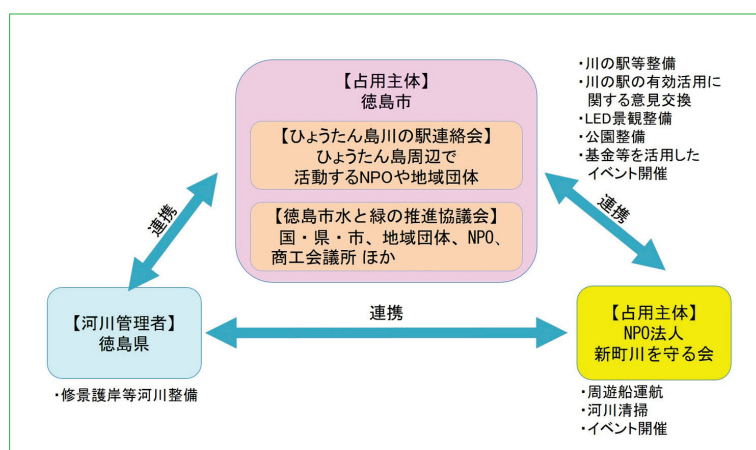 【占用主体】
徳島市
【ひょうたん島川の駅連絡会】
ひょうたん島周辺で
活動するNPOや地域団体
【徳島市水と緑の推進協議会】
国・県・市、地域団体、NPO、
商工会議所 ほか
・川の駅等整備
・川の駅の有効活用に
関する意見交換
・LED景観整備
・公園整備
・基金等を活用した
イベント開催
連携
連携
連携
【河川管理者】
徳島県
・修景護岸等河川整備
【占用主体】
NPO法人
新町川を守る会
・周遊船運航
・河川清掃
・イベント開催